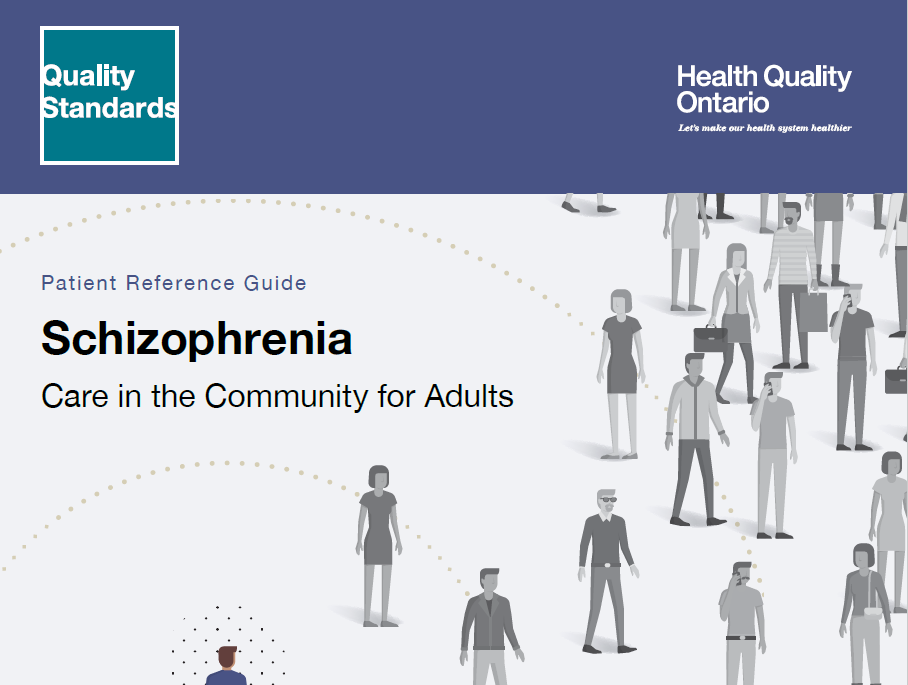 Quality
Standards
Health Quality
Ontario
Let's make our health system healthier
Patient Reference Guide
Schizophrenia
Care in the Community for Adults